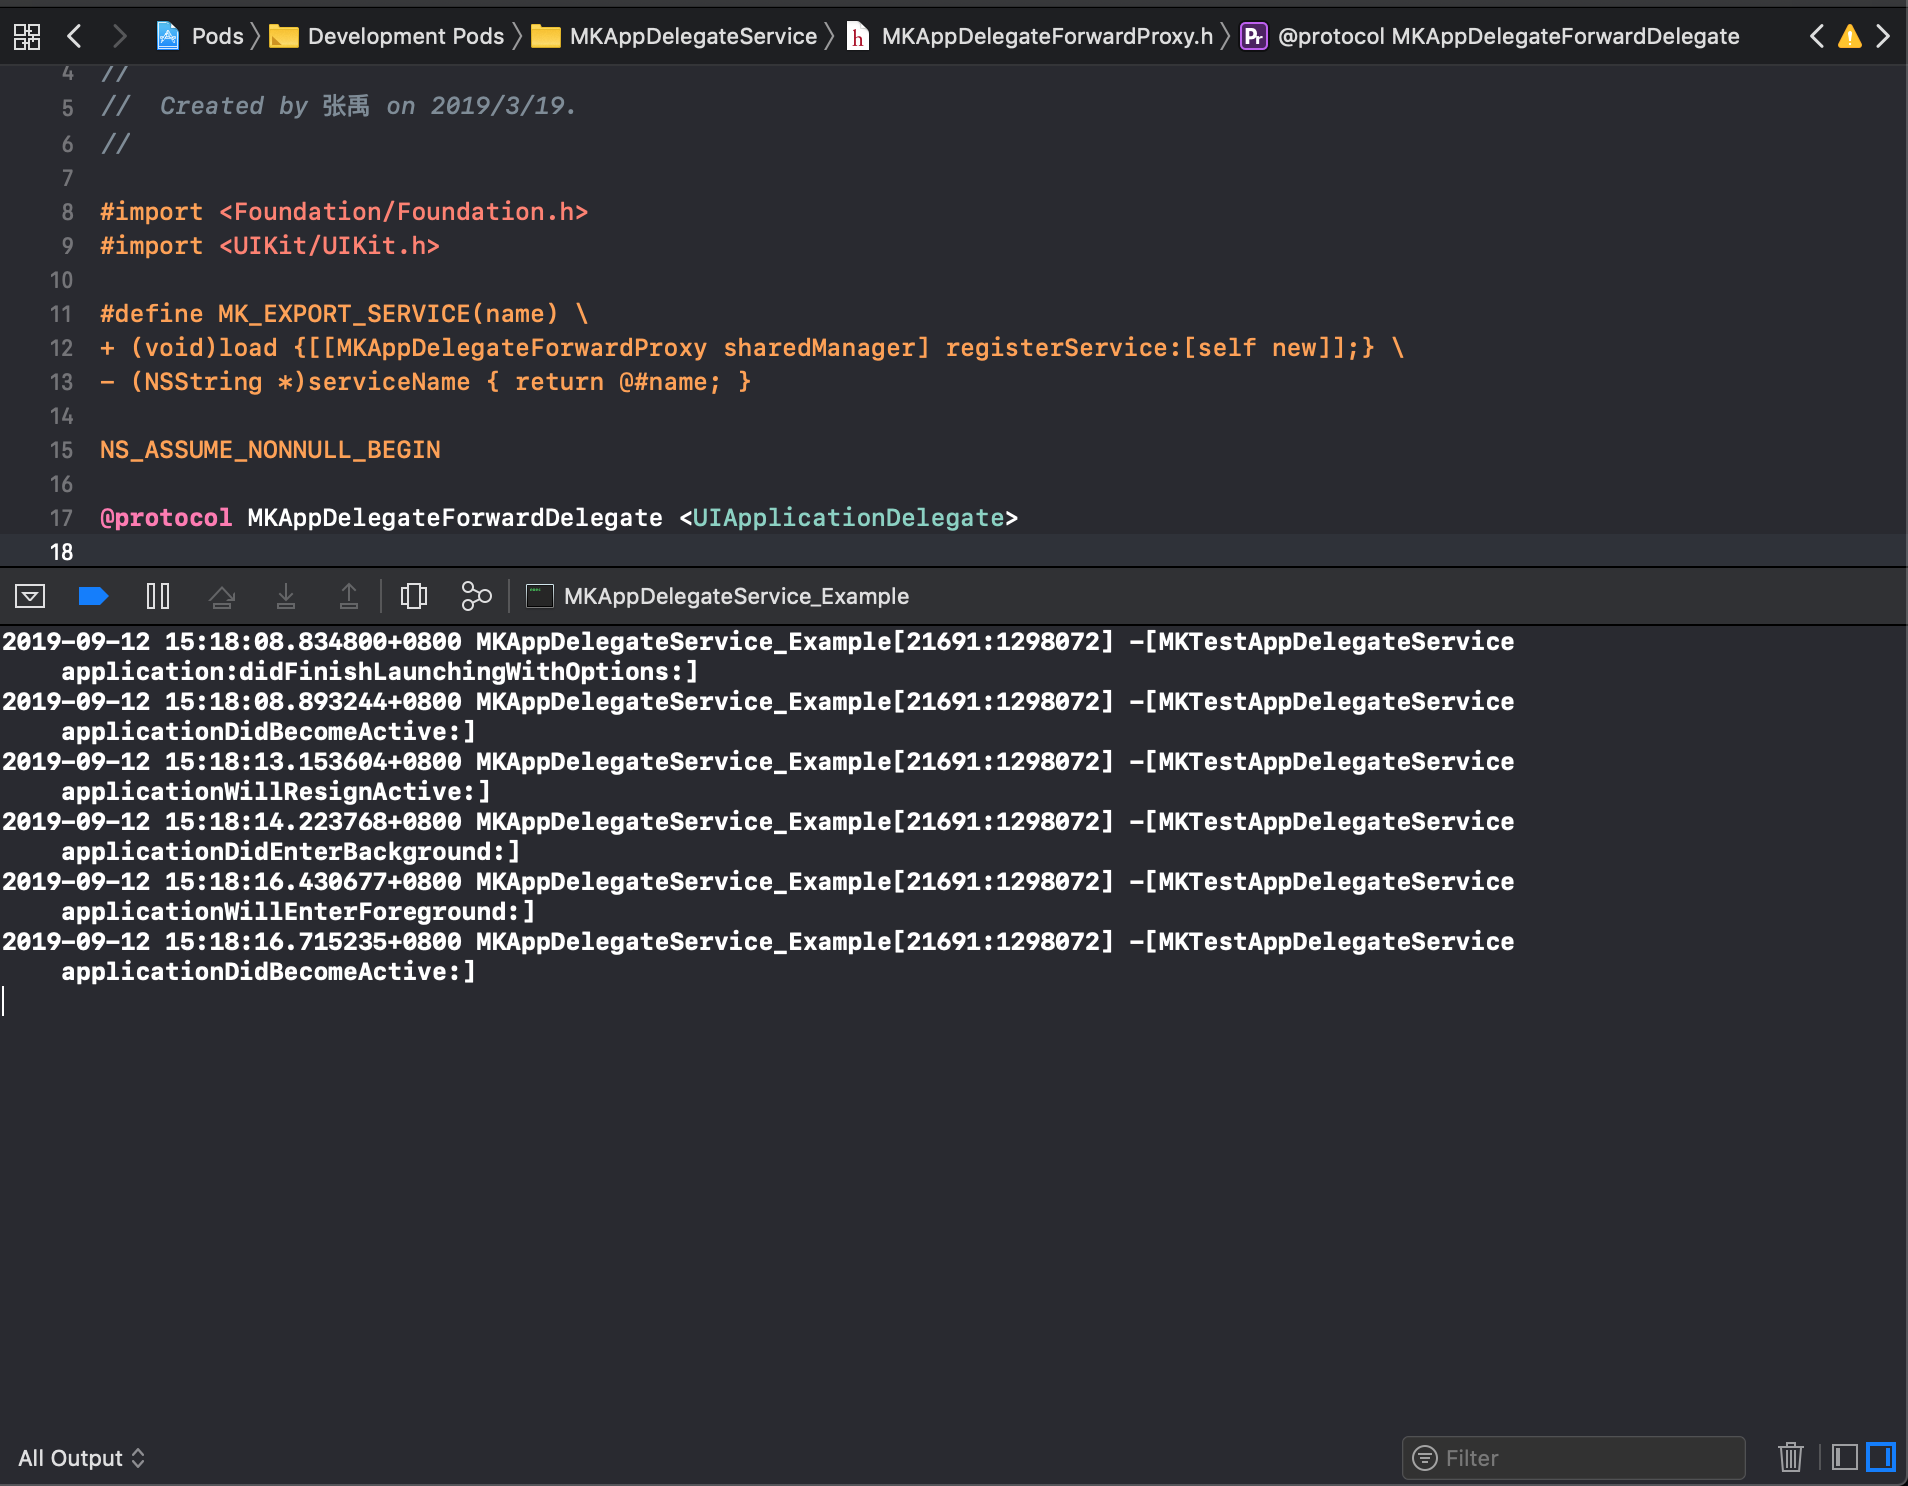 Pods 〉 Development Pods 〉 MKAppDelegateService 〉 h MKAppDelegateForwardProxy.h 〉 Pr @protocol MKAppDelegateForwardDelegate
4 //
5 //  Created by 张禹 on 2019/3/19.
6 //
7
8 #import <Foundation/Foundation.h>
9 #import <UIKit/UIKit.h>
10
11 #define MK_EXPORT_SERVICE(name) \
12 + (void)load {[[MKAppDelegateForwardProxy sharedManager] registerService:[self new]];} \
13 - (NSString *)serviceName { return @#name; }
14
15 NS_ASSUME_NONNULL_BEGIN
16
17 @protocol MKAppDelegateForwardDelegate <UIApplicationDelegate>
18
MKAppDelegateService_Example
2019-09-12 15:18:08.834800+0800 MKAppDelegateService_Example[21691:1298072] -[MKTestAppDelegateService
application:didFinishLaunchingWithOptions:]
2019-09-12 15:18:08.893244+0800 MKAppDelegateService_Example[21691:1298072] -[MKTestAppDelegateService
applicationDidBecomeActive:]
2019-09-12 15:18:13.153604+0800 MKAppDelegateService_Example[21691:1298072] -[MKTestAppDelegateService
applicationWillResignActive:]
2019-09-12 15:18:14.223768+0800 MKAppDelegateService_Example[21691:1298072] -[MKTestAppDelegateService
applicationDidEnterBackground:]
2019-09-12 15:18:16.430677+0800 MKAppDelegateService_Example[21691:1298072] -[MKTestAppDelegateService
applicationWillEnterForeground:]
2019-09-12 15:18:16.715235+0800 MKAppDelegateService_Example[21691:1298072] -[MKTestAppDelegateService
applicationDidBecomeActive:]
All Output
Filter